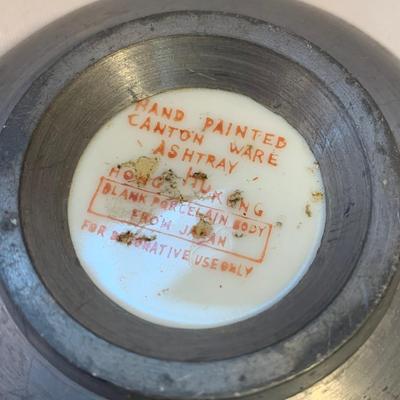 HAND PAINTED
CANTON WARE
ASHTRAY
HONG KONG
BLANK PORCELAIN BODY
FROM JAPAN
FOR DECORATIVE USE ONLY